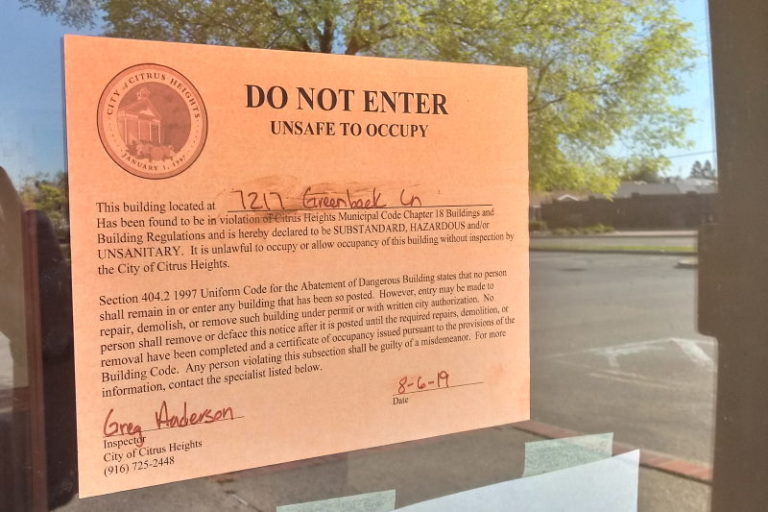 CITY OF CITRUS HEIGHTS
JANUARY 1, 1997
DO NOT ENTER
UNSAFE TO OCCUPY
This building located at 7217 Greenback Ln
Has been found to be in violation of Citrus Heights Municipal Code Chapter 18 Buildings and
Building Regulations and is hereby declared to be SUBSTANDARD, HAZARDOUS and/or
UNSANITARY. It is unlawful to occupy or allow occupancy of this building without inspection by
the City of Citrus Heights.
Section 404.2 1997 Uniform Code for the Abatement of Dangerous Building states that no person
shall remain in or enter any building that has been so posted. However, entry may be made to
repair, demolish, or remove such building under permit or with written city authorization. No
person shall remove or deface this notice after it is posted until the required repairs, demolition, or
removal have been completed and a certificate of occupancy issued pursuant to the provisions of the
Building Code. Any person violating this subsection shall be guilty of a misdemeanor. For more
information, contact the specialist listed below.
Greg Anderson
8-6-19
Inspector
Date
City of Citrus Heights
(916) 725-2448